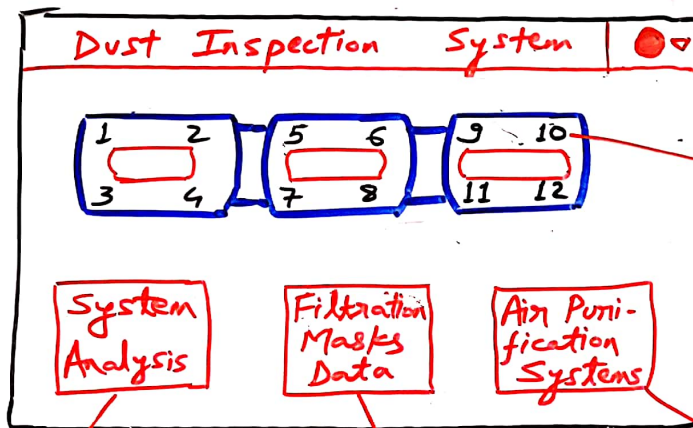 Dust Inspection System
1 2 5 6 9 10
3 4 7 8 11 12
System
Analysis
Filtration
Masks
Data
Air Puri-
fication
Systems